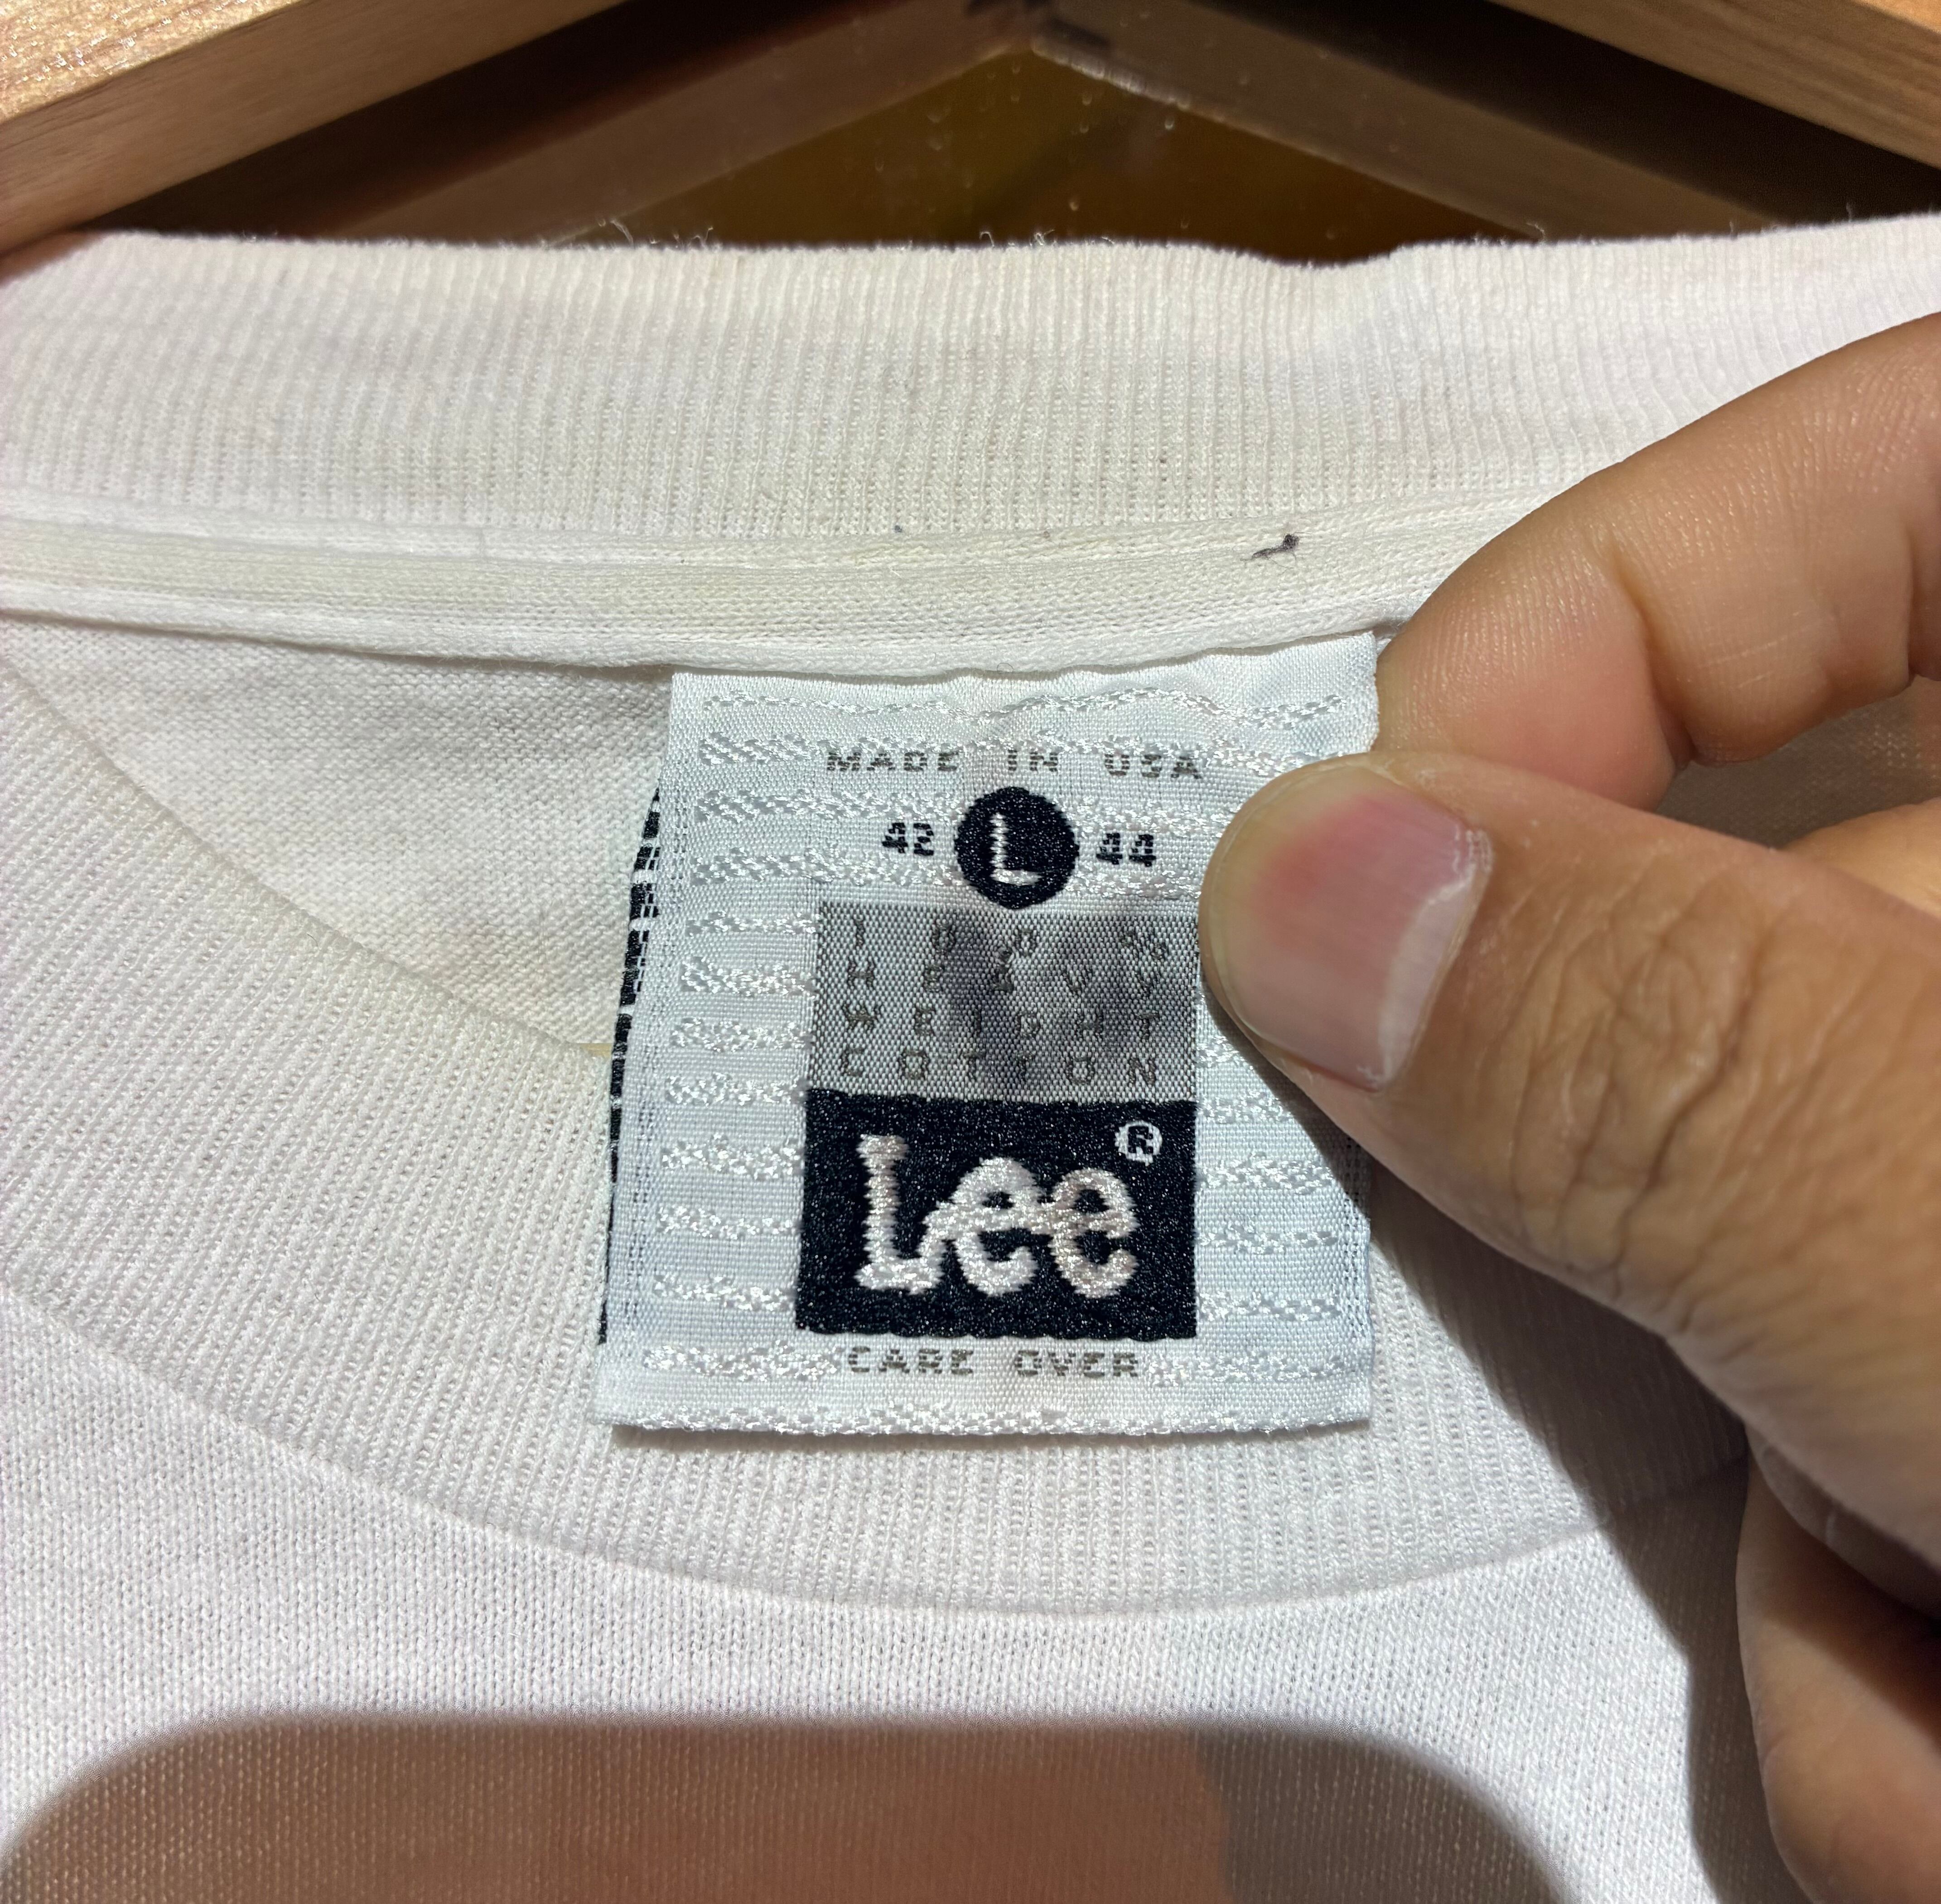 MADE IN USA
42 L 44
100%
HEAVY
WEIGHT
COTTON
Lee®
CARE OVER